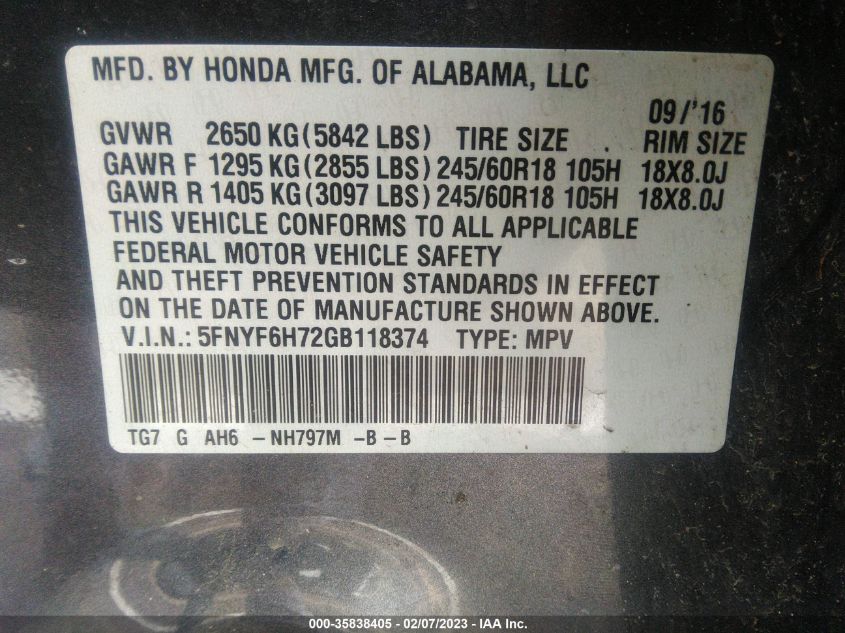 MFD. BY HONDA MFG. OF ALABAMA, LLC
09/'16
GVWR 2650 KG(5842 LBS) TIRE SIZE . RIM SIZE
GAWR F 1295 KG(2855 LBS) 245/60R18 105H 18X8.0J
GAWR R 1405 KG(3097 LBS) 245/60R18 105H 18X8.0J
THIS VEHICLE CONFORMS TO ALL APPLICABLE
FEDERAL MOTOR VEHICLE SAFETY
AND THEFT PREVENTION STANDARDS IN EFFECT
ON THE DATE OF MANUFACTURE SHOWN ABOVE.
V.I.N.: 5FNYF6H72GB118374 TYPE: MPV
TG7 G AH6 -NH797M -B-B
000-35838405 - 02/07/2023 - IAA Inc.